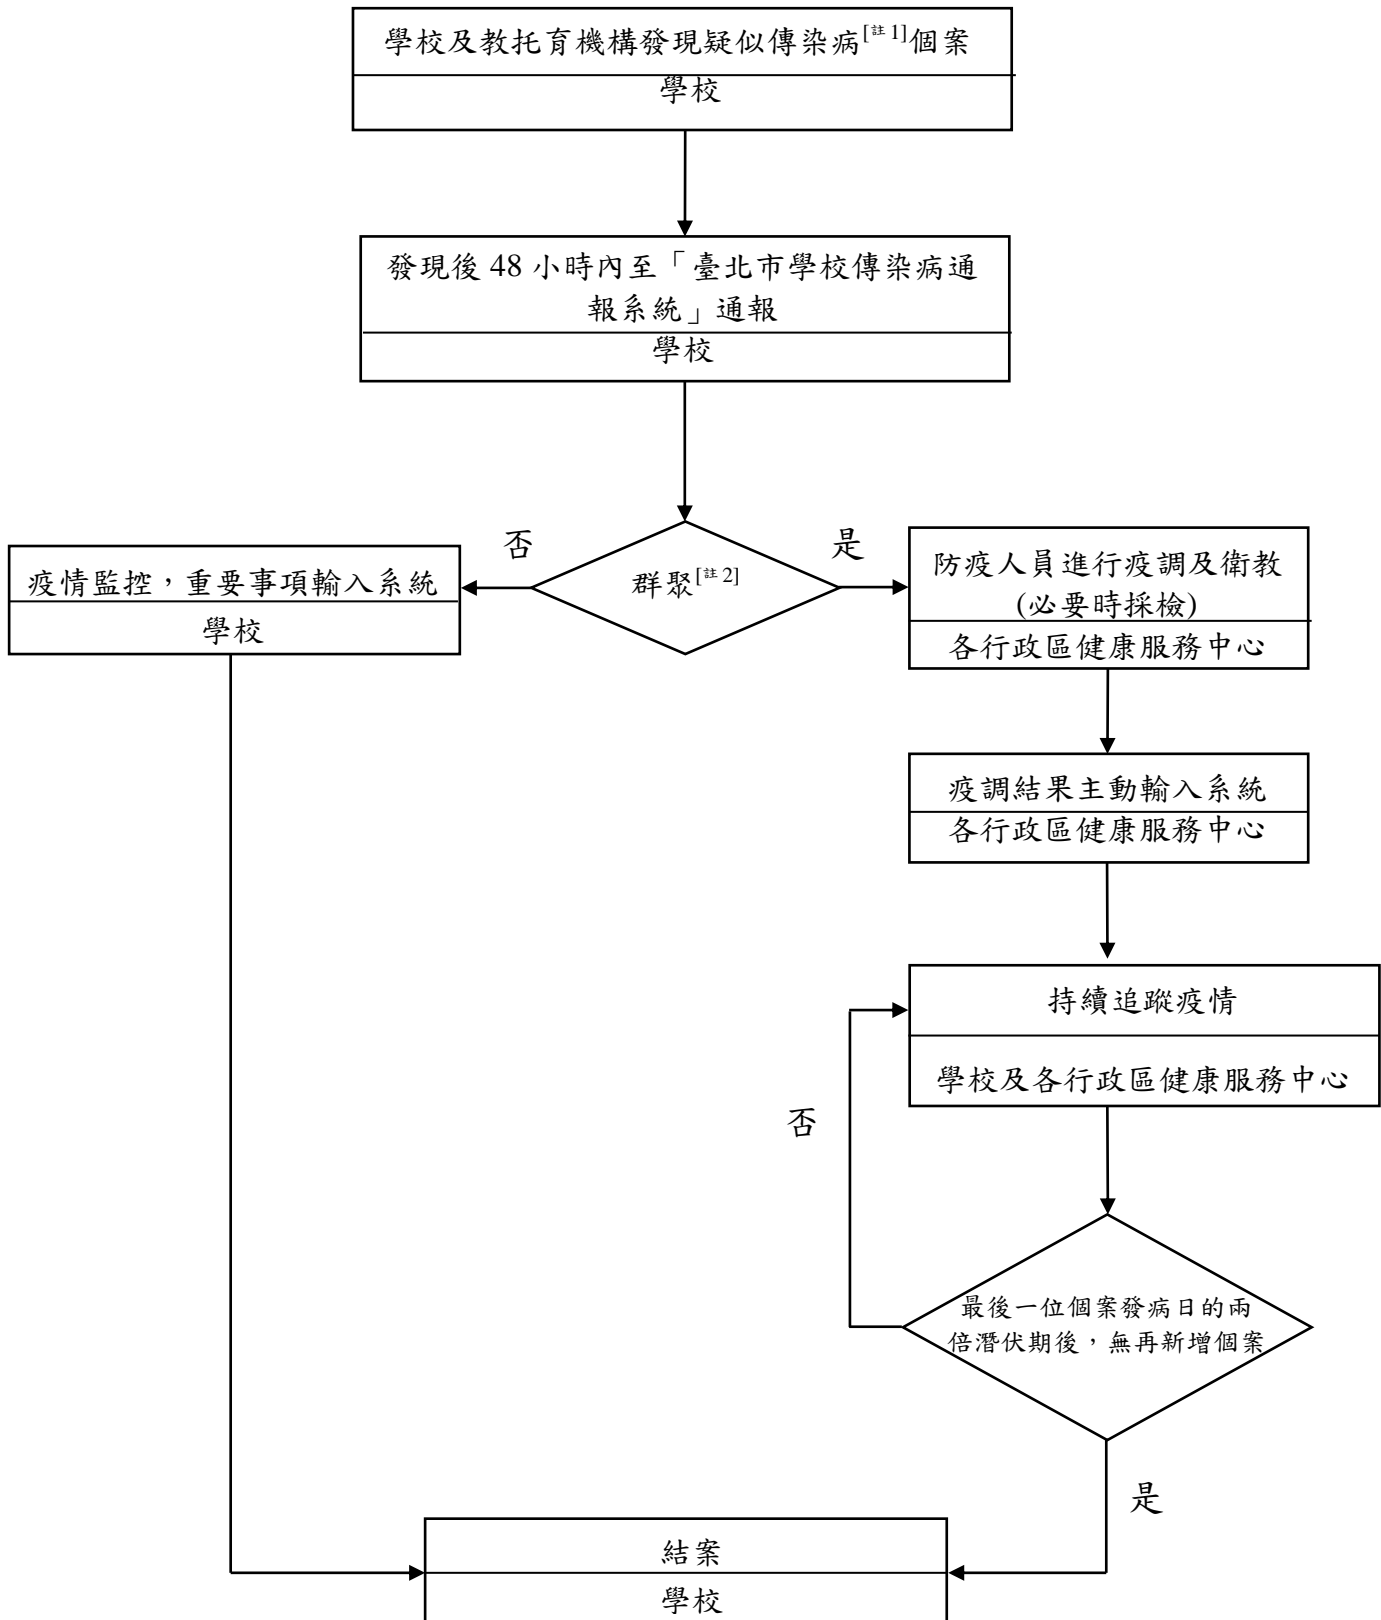 學校及教托育機構發現疑似傳染病[註1]個案
學校
發現後 48 小時內至「臺北市學校傳染病通
報系統」通報
學校
否
是
群聚[註2]
疫情監控，重要事項輸入系統
學校
防疫人員進行疫調及衛教
(必要時採檢)
各行政區健康服務中心
疫調結果主動輸入系統
各行政區健康服務中心
持續追蹤疫情
學校及各行政區健康服務中心
否
最後一位個案發病日的兩
倍潛伏期後，無再新增個案
是
結案
學校